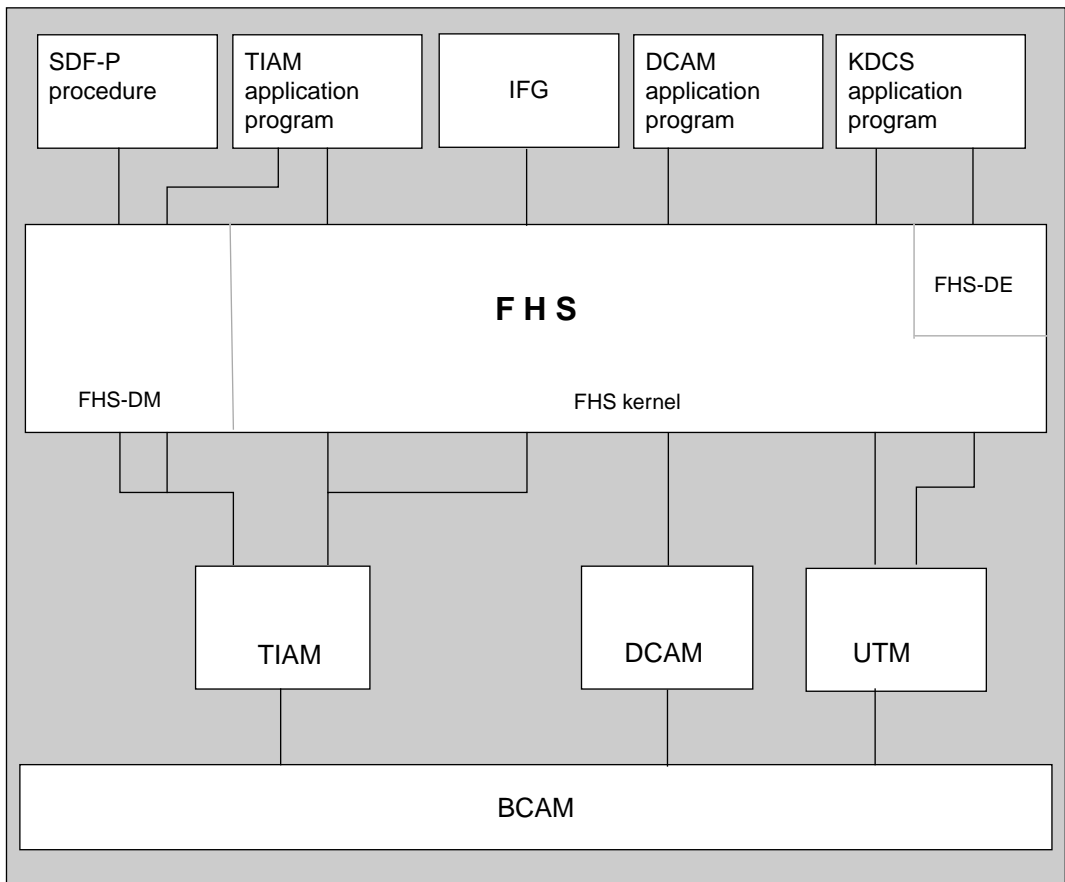 SDF-P
procedure
TIAM
application
program
IFG
DCAM
application
program
KDCS
application
program
FHS-DE
F H S
FHS-DM
FHS kernel
TIAM
DCAM
UTM
BCAM